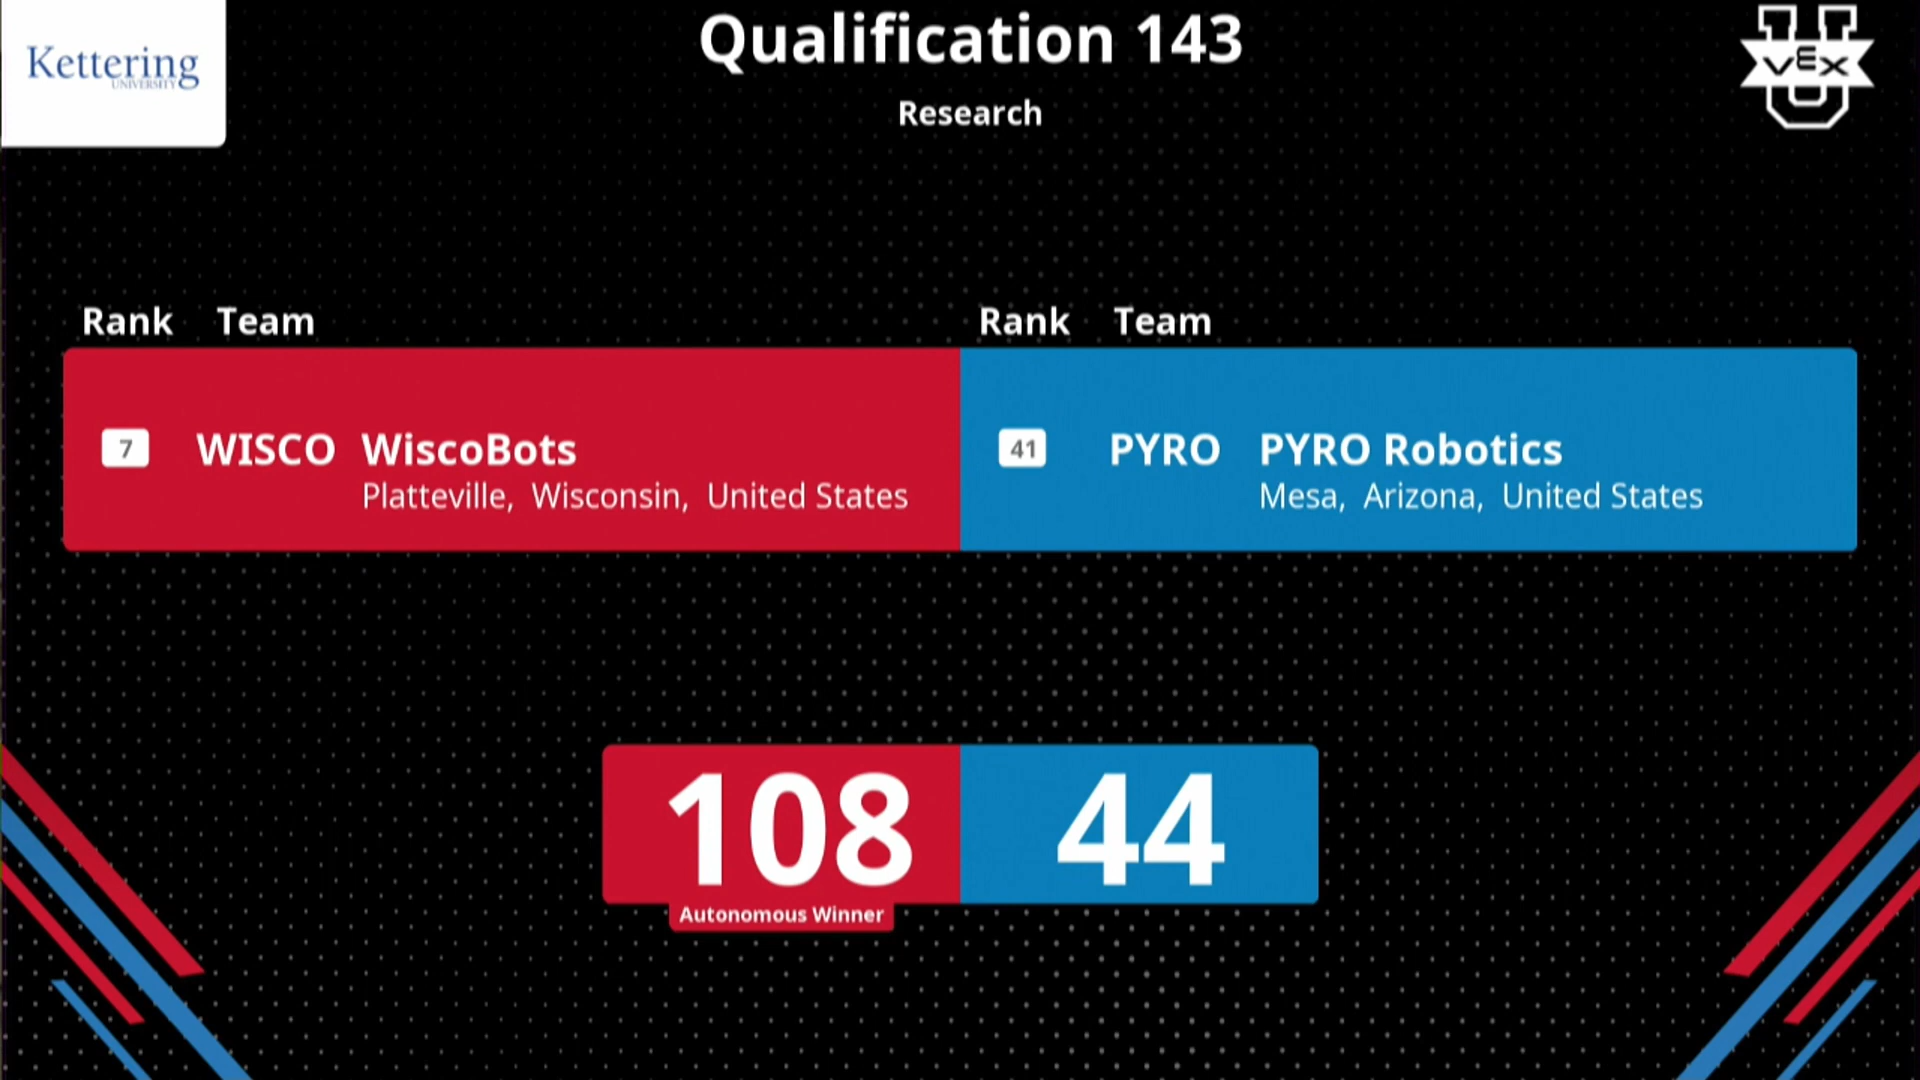 Kettering
UNIVERSITY
Qualification 143
Research
VEX
U
Rank Team
Rank Team
7 WISCO WiscoBots
Platteville, Wisconsin, United States
41 PYRO PYRO Robotics
Mesa, Arizona, United States
108
44
Autonomous Winner